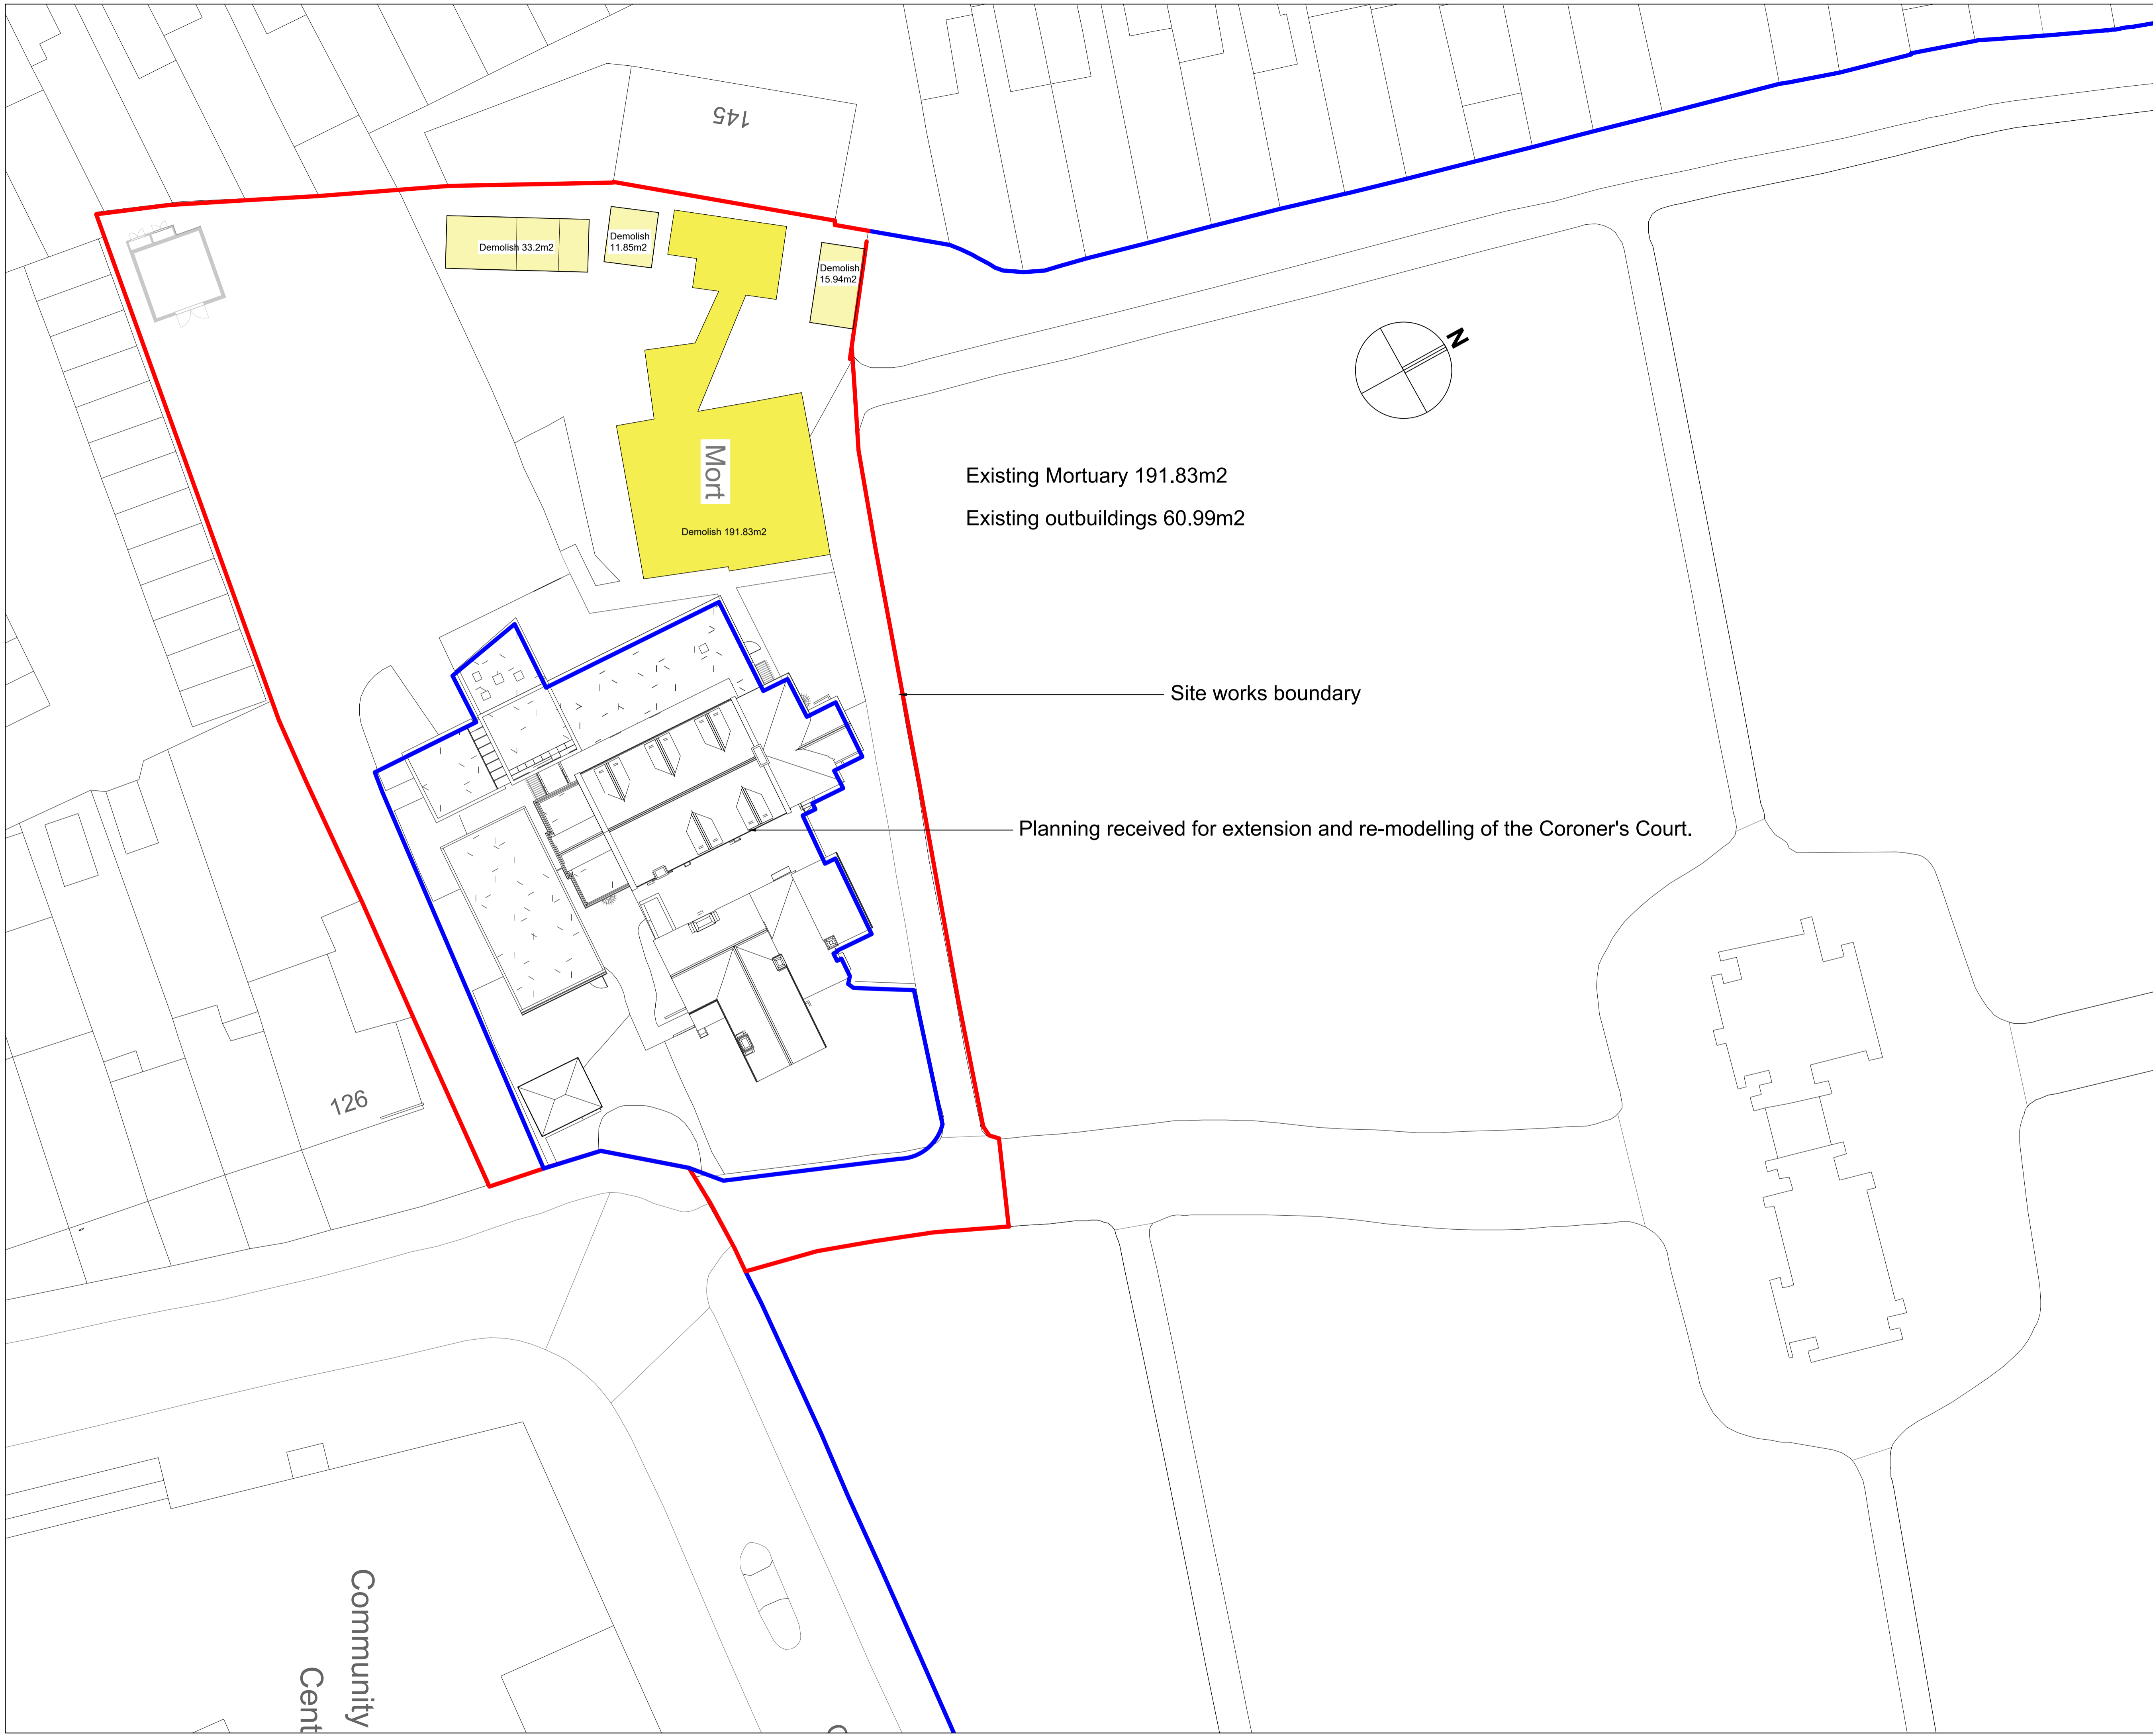 145
Demolish 33.2m2
Demolish
11.85m2
Demolish
15.94m2
N
Mort
Demolish 191.83m2
Existing Mortuary 191.83m2
Existing outbuildings 60.99m2
Site works boundary
Planning received for extension and re-modelling of the Coroner's Court.
126
Community
Cent